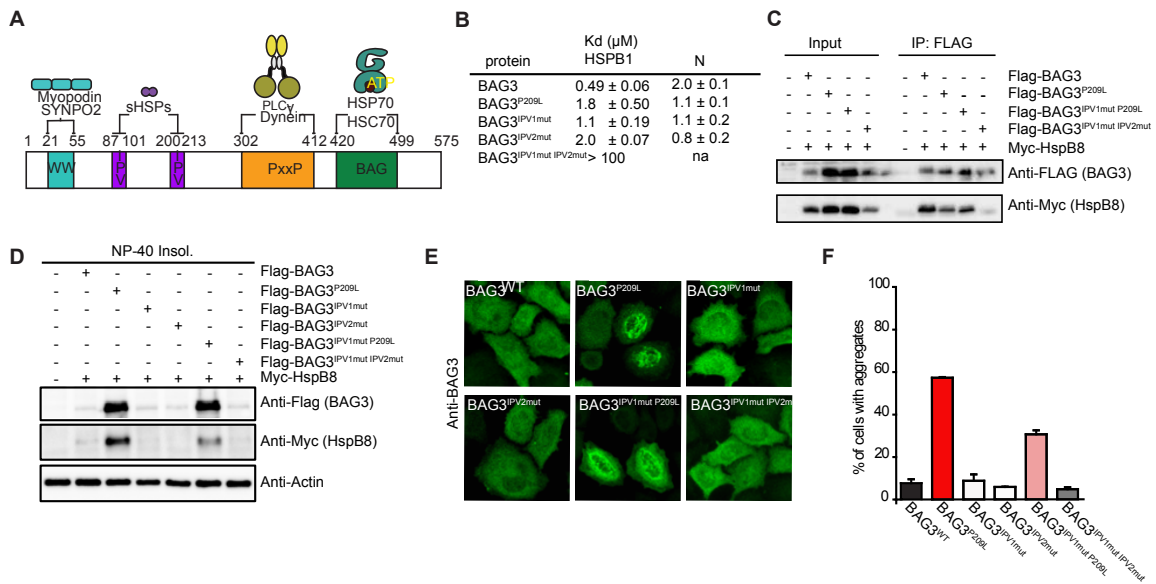 A
Myopodin
SYNPO2
sHSPs
PLCγ
Dynein
ATP
HSP70
HSC70
1 21 55 87 101 200 213 302 412 420 499 575
WW
PV
PV
PxxP
BAG
B
Kd (µM)
protein HSPB1 N
BAG3 0.49 ± 0.06 2.0 ± 0.1
BAG3P209L 1.8 ± 0.50 1.1 ± 0.1
BAG3IPV1mut 1.1 ± 0.19 1.1 ± 0.2
BAG3IPV2mut 2.0 ± 0.07 0.8 ± 0.2
BAG3IPV1mut IPV2mut > 100 na
C
Input IP: FLAG
- + - - - - + - - - Flag-BAG3
- - + - - - - + - - Flag-BAG3P209L
- - - + - - - - + - Flag-BAG3IPV1mut P209L
- - - - + - - - - + Flag-BAG3IPV1mut IPV2mut
- + + + + - + + + + Myc-HspB8
Anti-FLAG (BAG3)
Anti-Myc (HspB8)
D
NP-40 Insol.
- + - - - - - Flag-BAG3
- - + - - - - Flag-BAG3P209L
- - - + - - - Flag-BAG3IPV1mut
- - - - + - - Flag-BAG3IPV2mut
- - - - - + - Flag-BAG3IPV1mut P209L
- - - - - - + Flag-BAG3IPV1mut IPV2mut
- + + + + + + Myc-HspB8
Anti-Flag (BAG3)
Anti-Myc (HspB8)
Anti-Actin
E
Anti-BAG3
BAG3WT BAG3P209L BAG3IPV1mut
BAG3IPV2mut BAG3IPV1mut P209L BAG3IPV1mut IPV2m
F
% of cells with aggregates
100
80
60
40
20
0
BAG3WT
BAG3P209L
BAG3IPV1mut
BAG3IPV2mut
BAG3IPV1mut P209L
BAG3IPV1mut IPV2mut